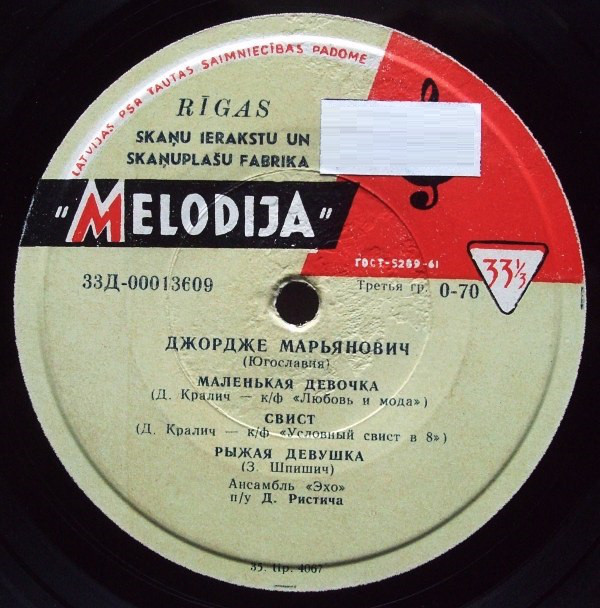 LATVIJAS PSR TAUTAS SAIMNIECĪBAS PADOME
RĪGAS
SKAŅU IERAKSTU UN
SKAŅUPLAŠU FABRIKA
"MELODIJA"
ГОСТ-5289-61
33⅓
33Д-00013609
Третья гр. 0-70
ДЖОРДЖЕ МАРЬЯНОВИЧ
(Югославия)
МАЛЕНЬКАЯ ДЕВОЧКА
(Д. Кралич — к/ф «Любовь и мода»)
СВИСТ
(Д. Кралич — к/ф «Условный свист в 8»)
РЫЖАЯ ДЕВУШКА
(З. Шпишич)
Ансамбль «Эхо»
п/у Д. Ристича
4067